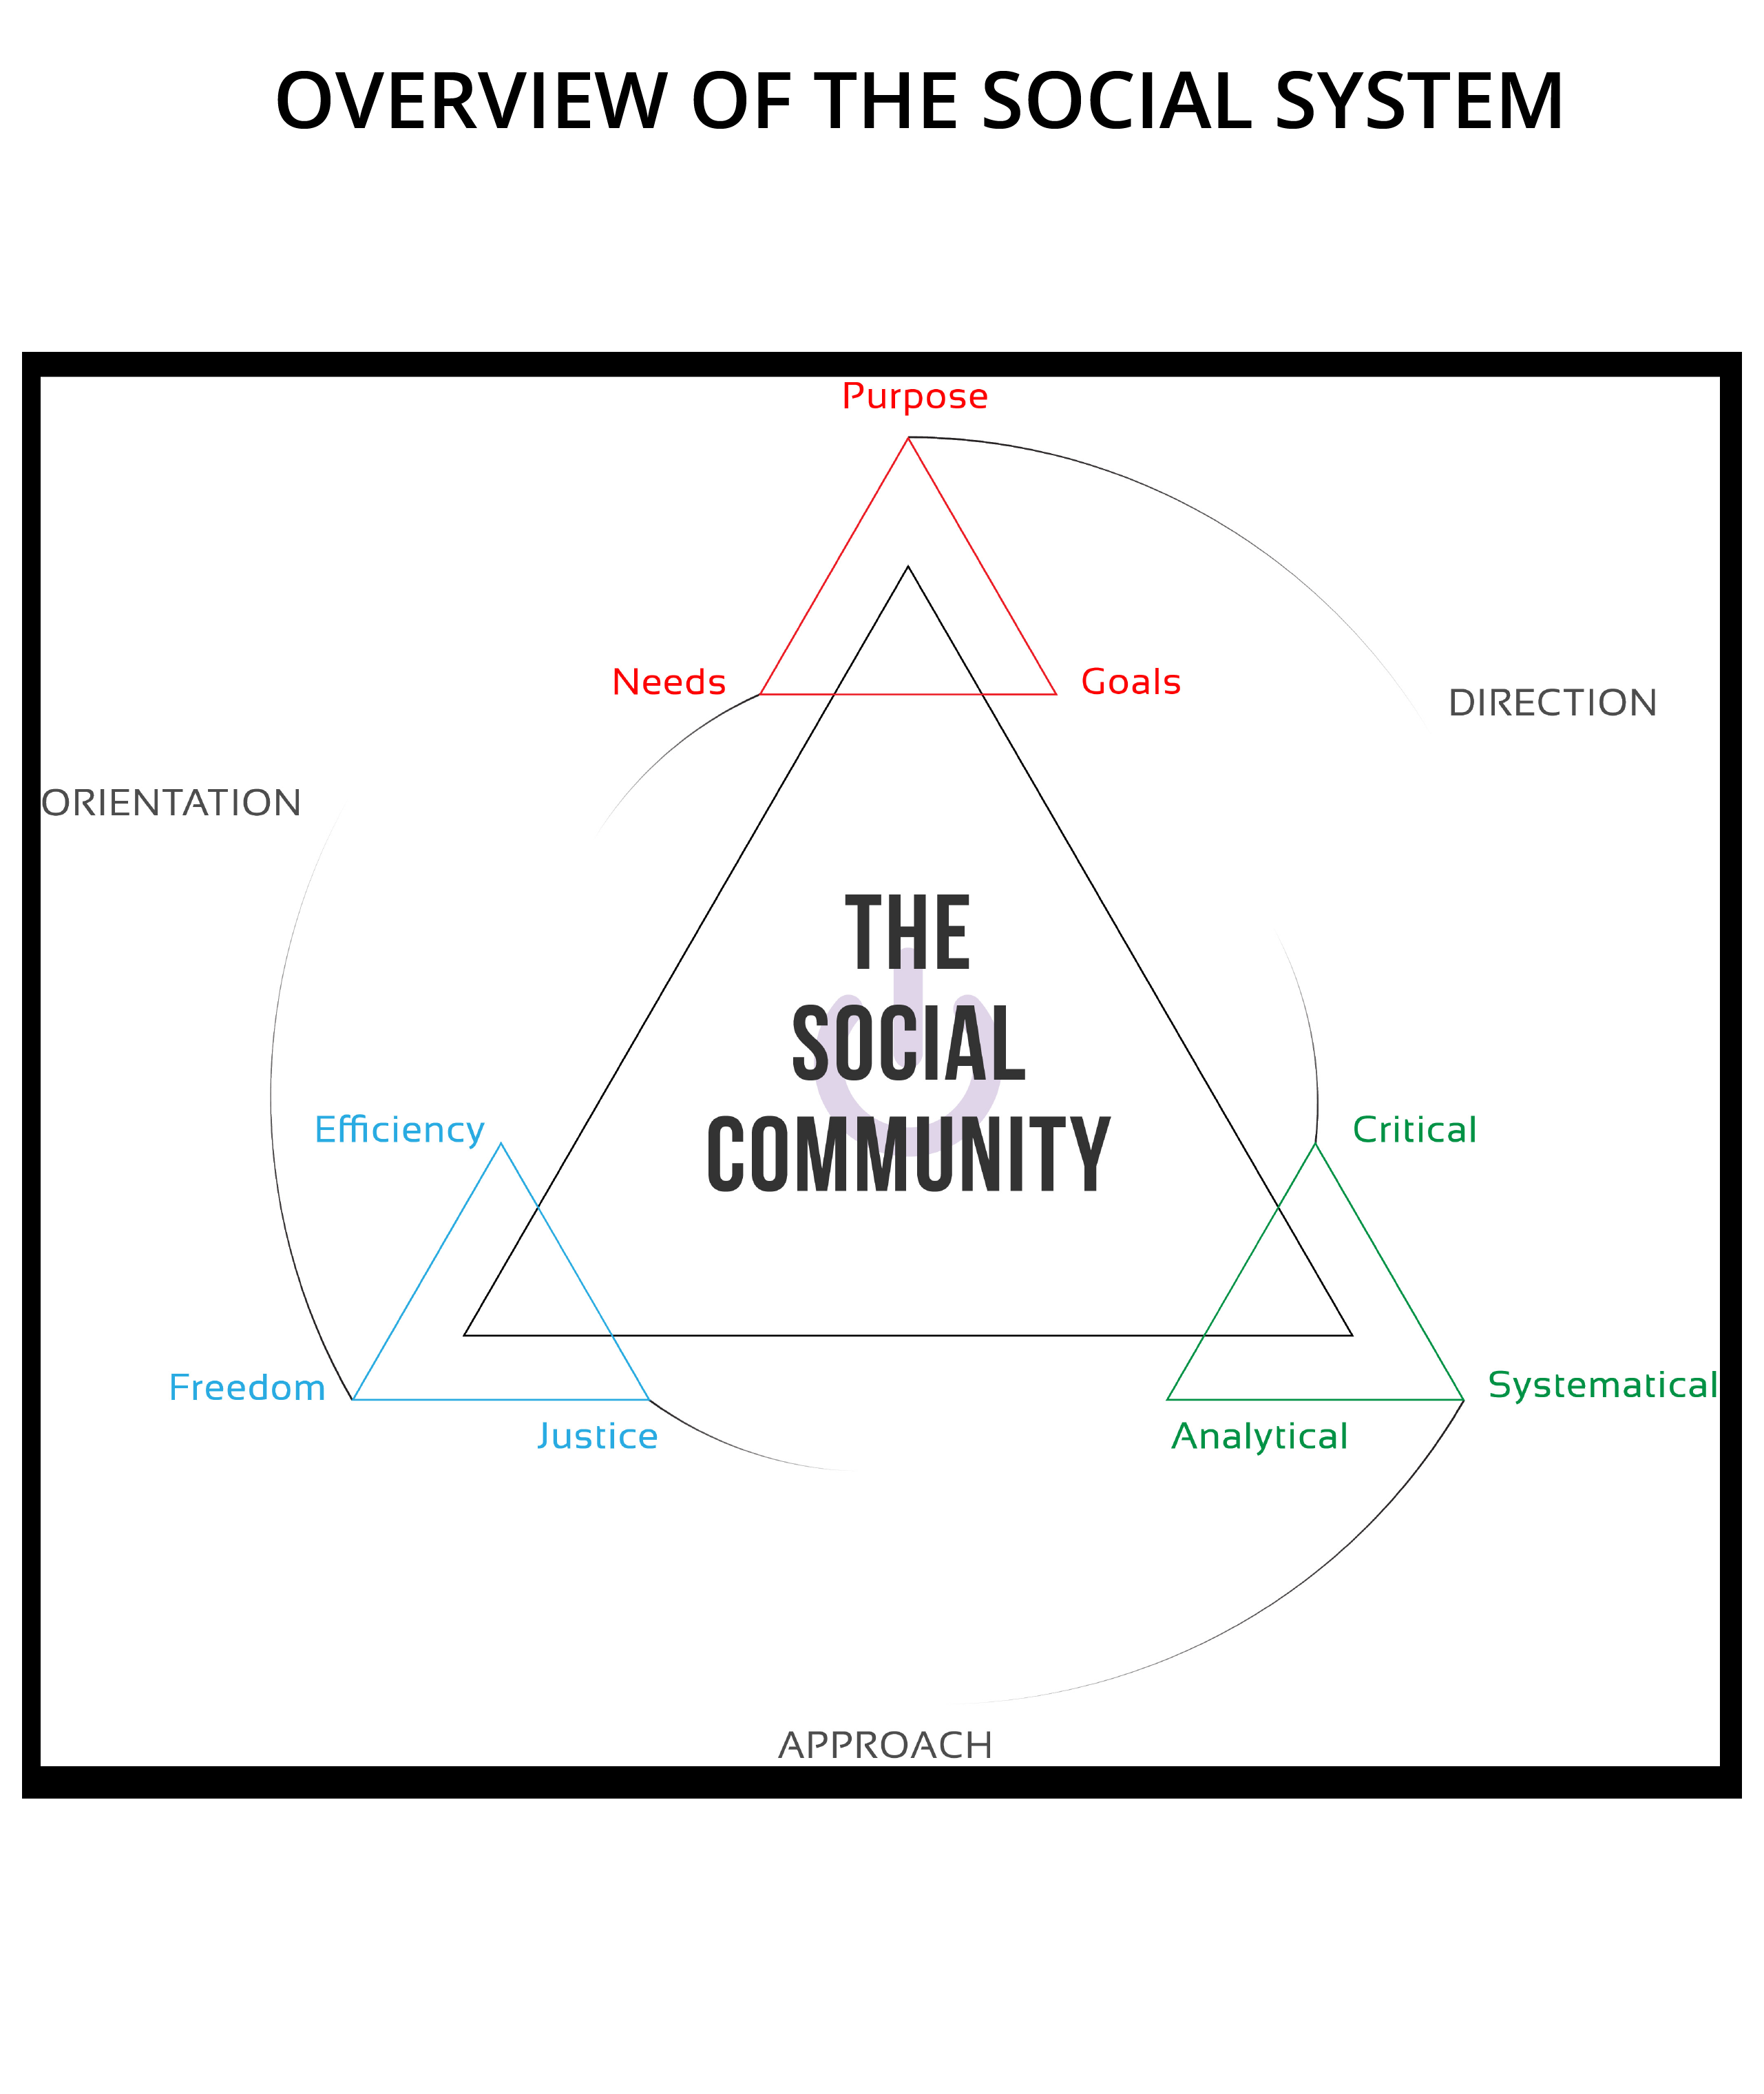 OVERVIEW OF THE SOCIAL SYSTEM
Purpose
Needs
Goals
DIRECTION
ORIENTATION
THE
SOCIAL
COMMUNITY
Efficiency
Critical
Freedom
Systematical
Justice
Analytical
APPROACH